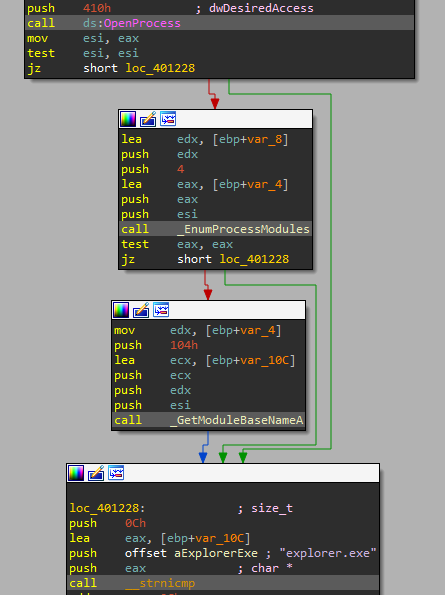 push    410h            ; dwDesiredAccess
call    ds:OpenProcess
mov     esi, eax
test    esi, esi
jz      short loc_401228
lea     edx, [ebp+var_8]
push    edx
push    4
lea     eax, [ebp+var_4]
push    eax
push    esi
call    _EnumProcessModules
test    eax, eax
jz      short loc_401228
mov     edx, [ebp+var_4]
push    104h
lea     ecx, [ebp+var_10C]
push    ecx
push    edx
push    esi
call    _GetModuleBaseNameA
loc_401228:             ; size_t
push    0Ch
lea     eax, [ebp+var_10C]
push    offset aExplorerExe ; "explorer.exe"
push    eax             ; char *
call    __strnicmp